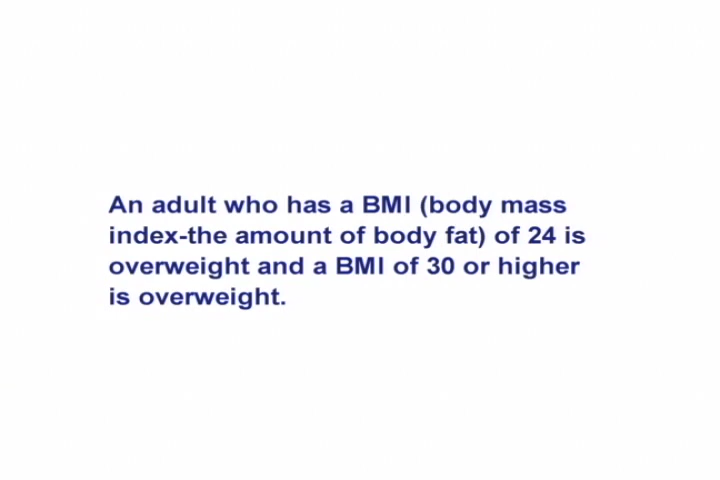 An adult who has a BMI (body mass
index-the amount of body fat) of 24 is
overweight and a BMI of 30 or higher
is overweight.